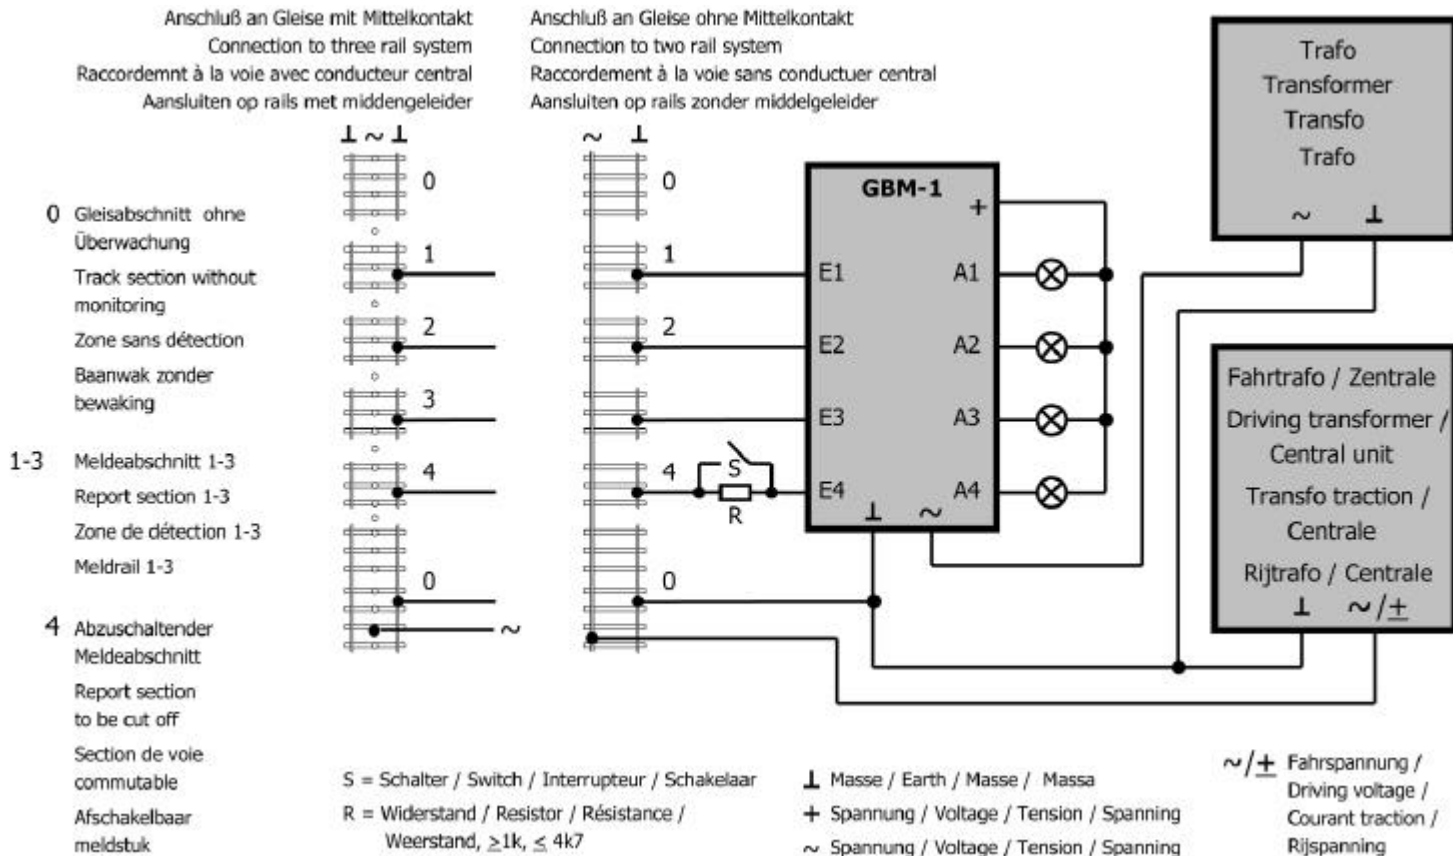 Anschluß an Gleise mit Mittelkontakt
Connection to three rail system
Raccordemnt à la voie avec conducteur central
Aansluiten op rails met middengeleider
⊥ ~ ⊥
0
1
2
3
4
0
~
Anschluß an Gleise ohne Mittelkontakt
Connection to two rail system
Raccordement à la voie sans conductuer central
Aansluiten op rails zonder middelgeleider
~ ⊥
0
1
2
4
0
S
R
GBM-1
+
E1 A1
E2 A2
E3 A3
E4 A4
⊥ ~
Trafo
Transformer
Transfo
Trafo
~ ⊥
Fahrtrafo / Zentrale
Driving transformer /
Central unit
Transfo traction /
Centrale
Rijtrafo / Centrale
⊥ ~/±
0 Gleisabschnitt ohne
Überwachung
Track section without
monitoring
Zone sans détection
Baanwak zonder
bewaking
1-3 Meldeabschnitt 1-3
Report section 1-3
Zone de détection 1-3
Meldrail 1-3
4 Abzuschaltender
Meldeabschnitt
Report section
to be cut off
Section de voie
commutable
Afschakelbaar
meldstuk
S = Schalter / Switch / Interrupteur / Schakelaar
R = Widerstand / Resistor / Résistance /
Weerstand, ≥1k, ≤ 4k7
⊥ Masse / Earth / Masse / Massa
+ Spannung / Voltage / Tension / Spanning
~ Spannung / Voltage / Tension / Spanning
~/± Fahrspannung /
Driving voltage /
Courant traction /
Rijspanning